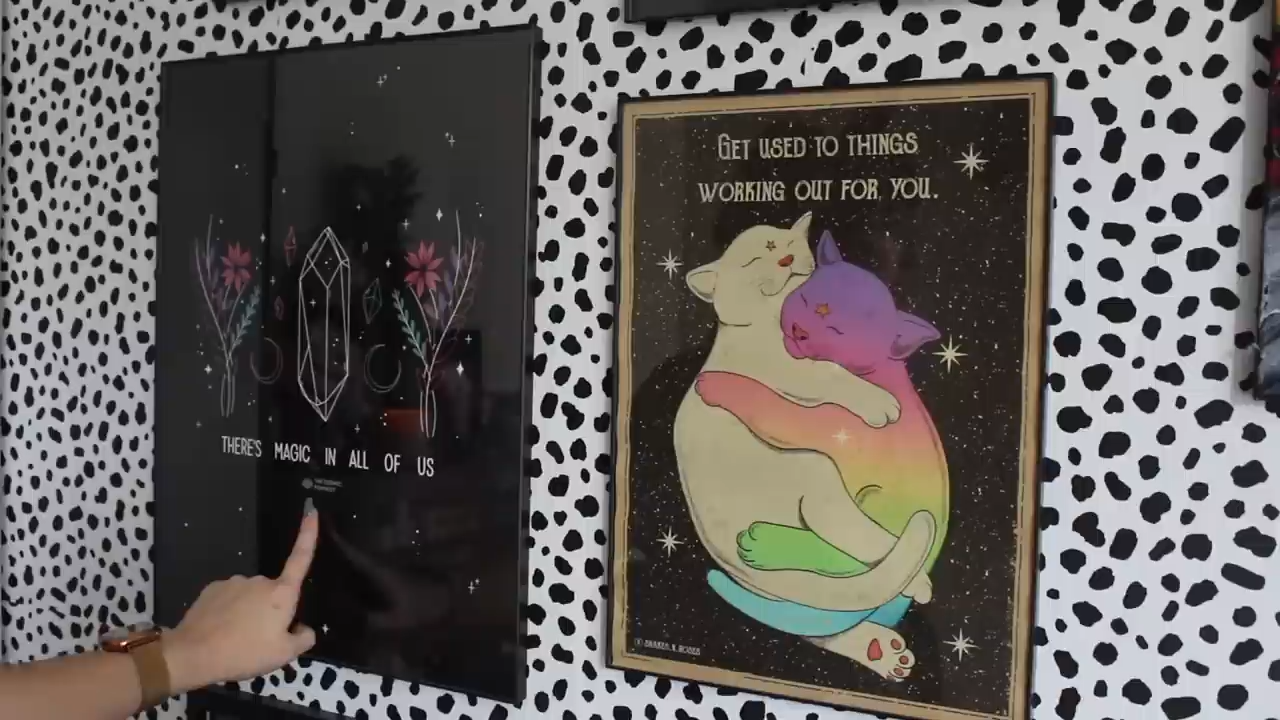 THERE'S MAGIC IN ALL OF US
GET USED TO THINGS
WORKING OUT FOR YOU.